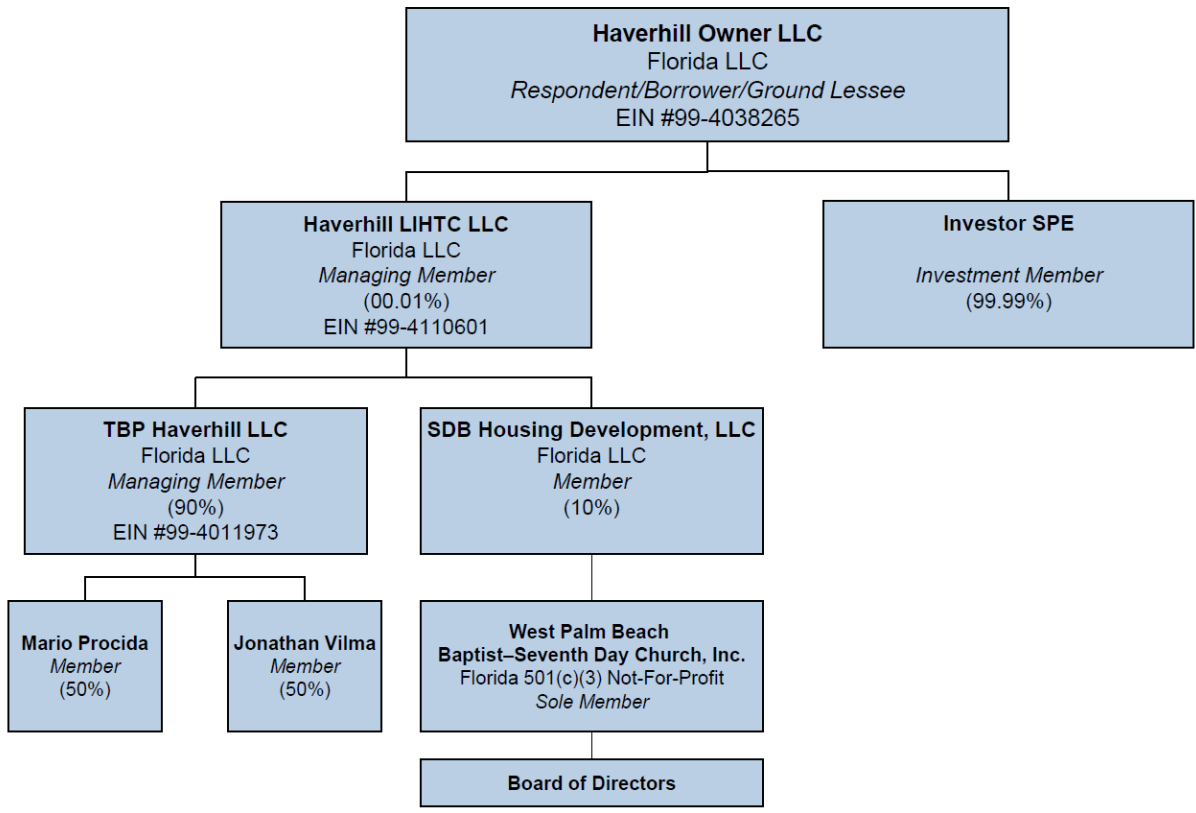 Haverhill Owner LLC
Florida LLC
Respondent/Borrower/Ground Lessee
EIN #99-4038265
Haverhill LIHTC LLC
Florida LLC
Managing Member
(00.01%)
EIN #99-4110601
Investor SPE
Investment Member
(99.99%)
TBP Haverhill LLC
Florida LLC
Managing Member
(90%)
EIN #99-4011973
SDB Housing Development, LLC
Florida LLC
Member
(10%)
Mario Procida
Member
(50%)
Jonathan Vilma
Member
(50%)
West Palm Beach
Baptist–Seventh Day Church, Inc.
Florida 501(c)(3) Not-For-Profit
Sole Member
Board of Directors